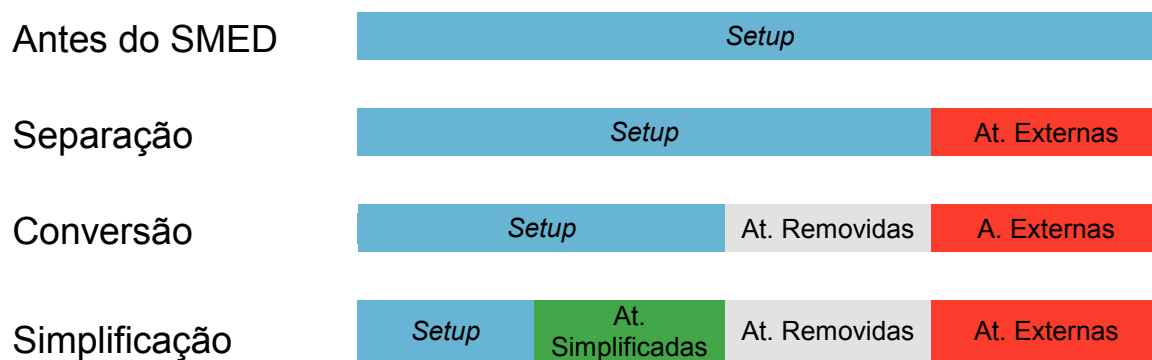 Antes do SMED
Setup
Separação
Setup
At. Externas
Conversão
Setup
At. Removidas
A. Externas
Simplificação
Setup
At.
Simplificadas
At. Removidas
At. Externas